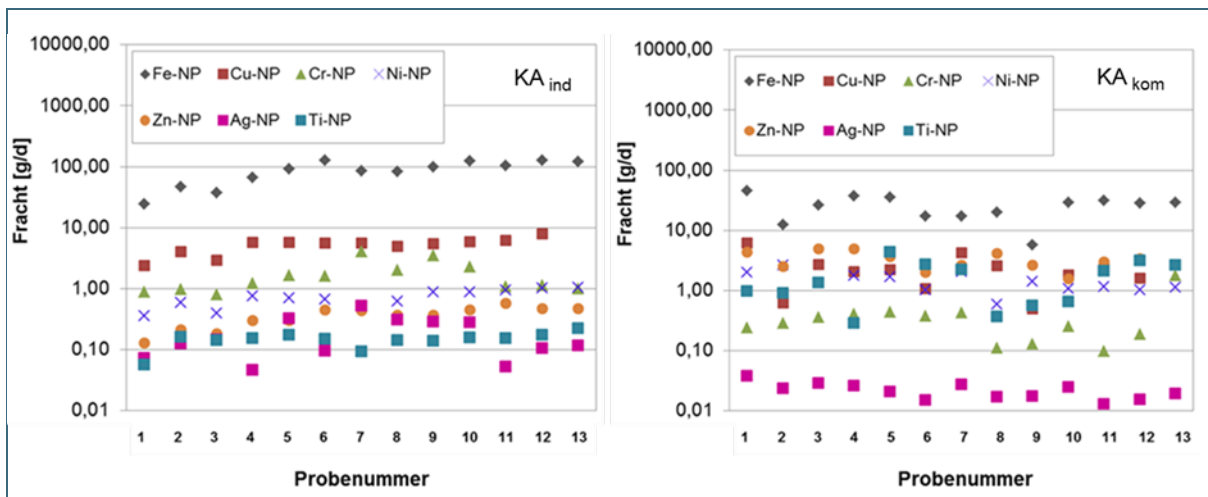 10000,00
1000,00
100,00
10,00
1,00
0,10
0,01
Fracht [g/d]
Fe-NP Cu-NP Cr-NP Ni-NP
Zn-NP Ag-NP Ti-NP
KA ind
1 2 3 4 5 6 7 8 9 10 11 12 13
Probenummer
10000,00
1000,00
100,00
10,00
1,00
0,10
0,01
Fracht [g/d]
Fe-NP Cu-NP Cr-NP Ni-NP
Zn-NP Ag-NP Ti-NP
KA kom
1 2 3 4 5 6 7 8 9 10 11 12 13
Probenummer